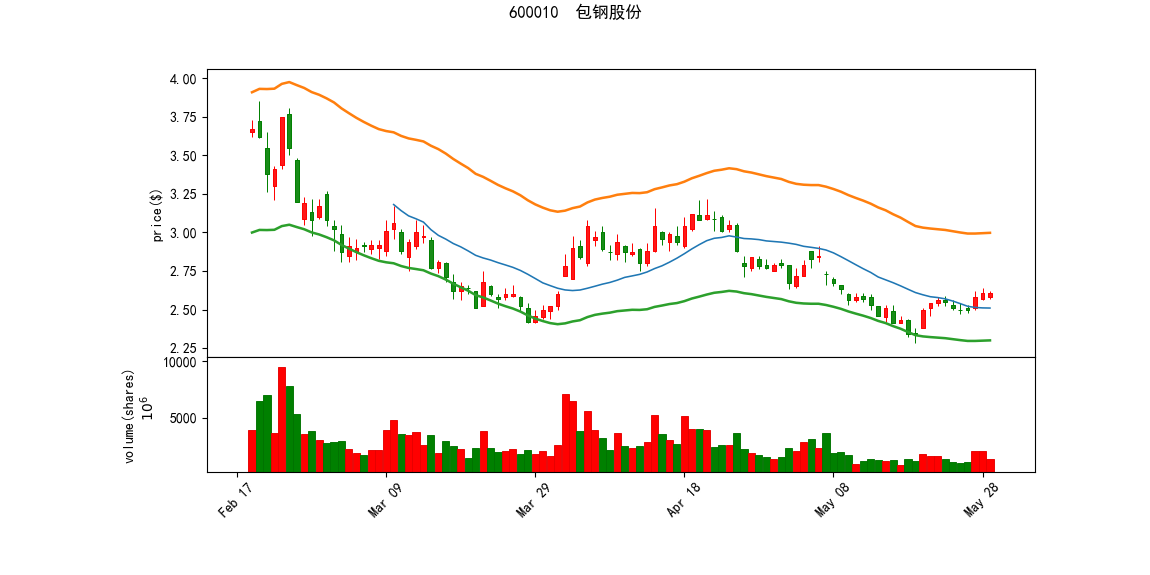 600010 包钢股份
4.00
3.75
3.50
3.25
3.00
2.75
2.50
2.25
price($)
10000
5000
volume(shares)
10^6
Feb 17
Mar 09
Mar 29
Apr 18
May 08
May 28